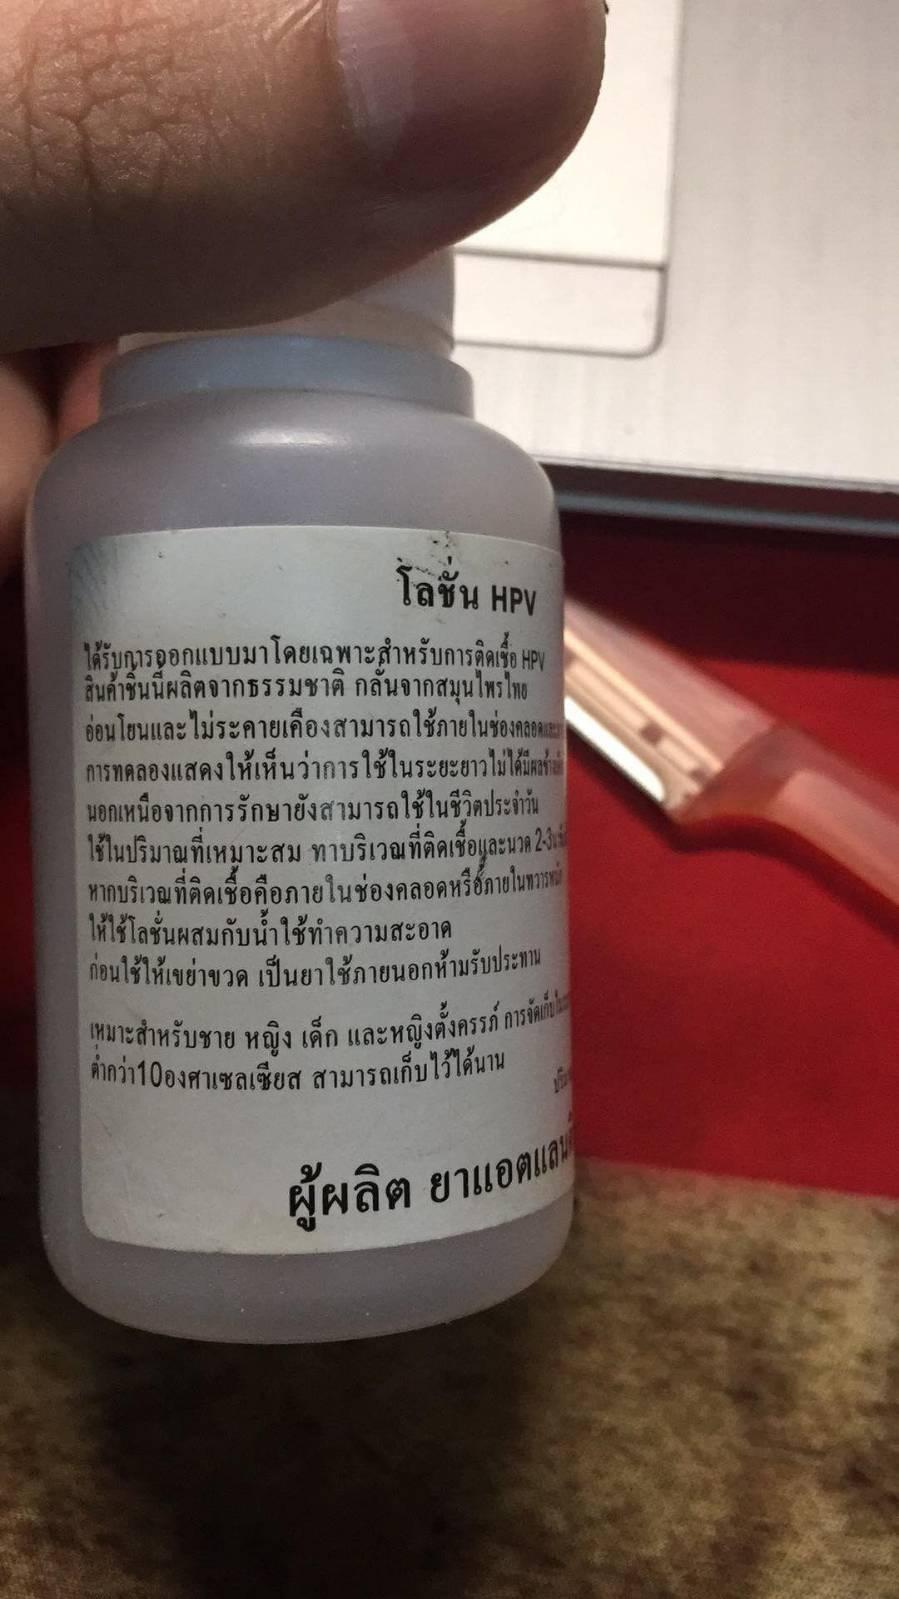 โลชั่น HPV
ได้รับการออกแบบมาโดยเฉพาะสำหรับการติดเชื้อ HPV
สินค้าชิ้นนี้ผลิตจากธรรมชาติ กลั่นจากสมุนไพรไทย
อ่อนโยนและไม่ระคายเคืองสามารถใช้ภายในช่องคลอด
การทดลองแสดงให้เห็นว่าการใช้ในระยะยาวไม่ได้มีผล
นอกเหนือจากการรักษายังสามารถใช้ในชีวิตประจำวัน
ใช้ในปริมาณที่เหมาะสม ทาบริเวณที่ติดเชื้อและนวด 2-3
หากบริเวณที่ติดเชื้อคือภายในช่องคลอดหรือภายในทวารหนัก
ให้ใช้โลชั่นผสมกับน้ำใช้ทำความสะอาด
ก่อนใช้ให้เขย่าขวด เป็นยาใช้ภายนอกห้ามรับประทาน
เหมาะสำหรับชาย หญิง เด็ก และหญิงตั้งครรภ์ การจัดเก็บ
ต่ำกว่า10องศาเซลเซียส สามารถเก็บไว้ได้นาน
ผู้ผลิต